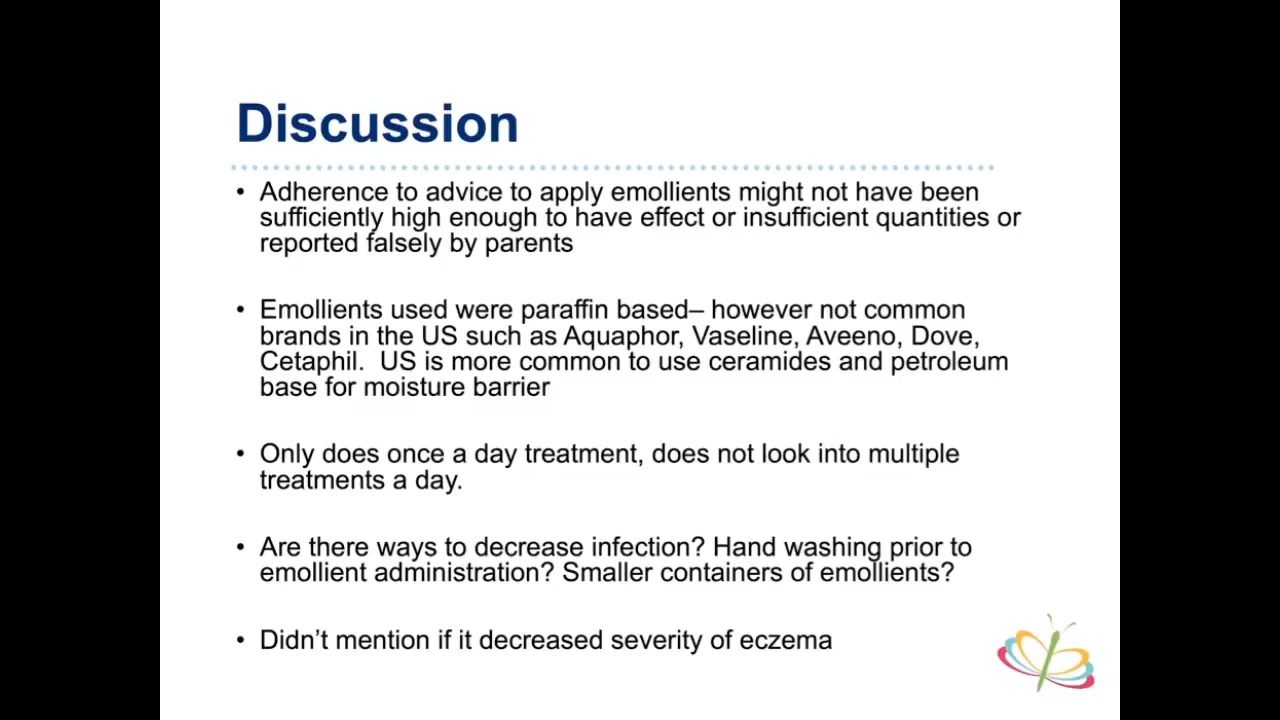 Discussion
• Adherence to advice to apply emollients might not have been
sufficiently high enough to have effect or insufficient quantities or
reported falsely by parents
• Emollients used were paraffin based– however not common
brands in the US such as Aquaphor, Vaseline, Aveeno, Dove,
Cetaphil.  US is more common to use ceramides and petroleum
base for moisture barrier
• Only does once a day treatment, does not look into multiple
treatments a day.
• Are there ways to decrease infection? Hand washing prior to
emollient administration? Smaller containers of emollients?
• Didn’t mention if it decreased severity of eczema